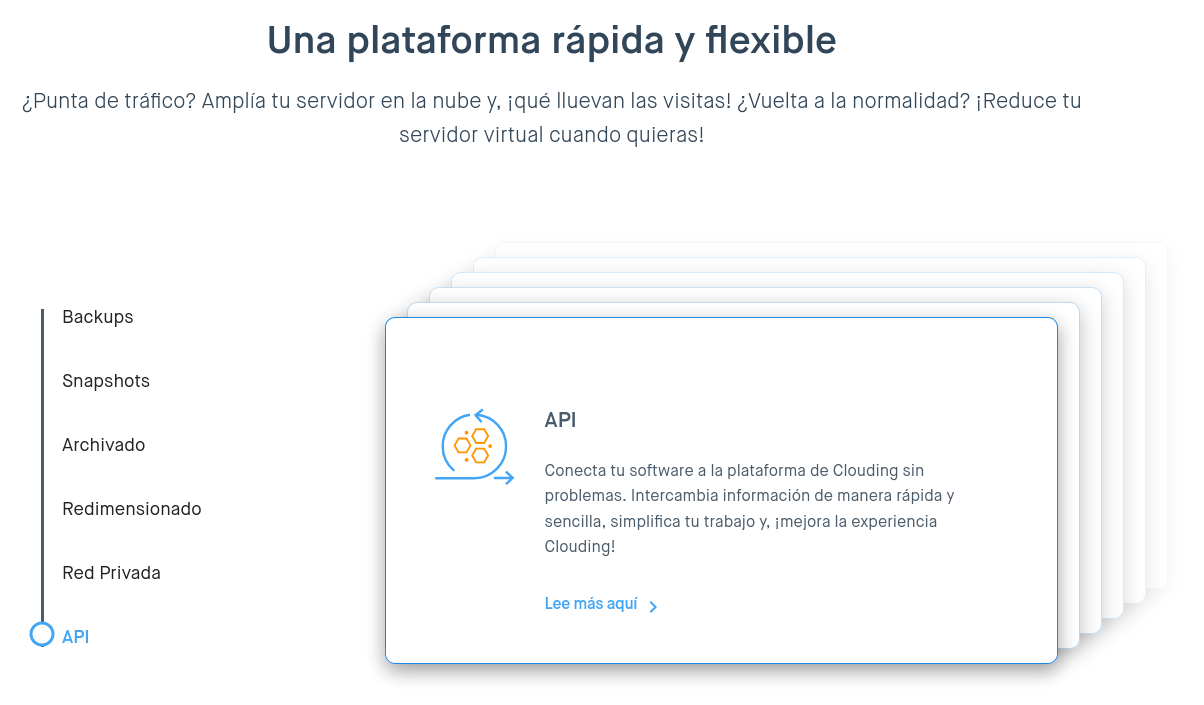 Una plataforma rápida y flexible
¿Punta de tráfico? Amplía tu servidor en la nube y, ¡qué lluevan las visitas! ¿Vuelta a la normalidad? ¡Reduce tu
servidor virtual cuando quieras!
Backups
Snapshots
Archivado
Redimensionado
Red Privada
API
API
Conecta tu software a la plataforma de Clouding sin
problemas. Intercambia información de manera rápida y
sencilla, simplifica tu trabajo y, ¡mejora la experiencia
Clouding!
Lee más aquí